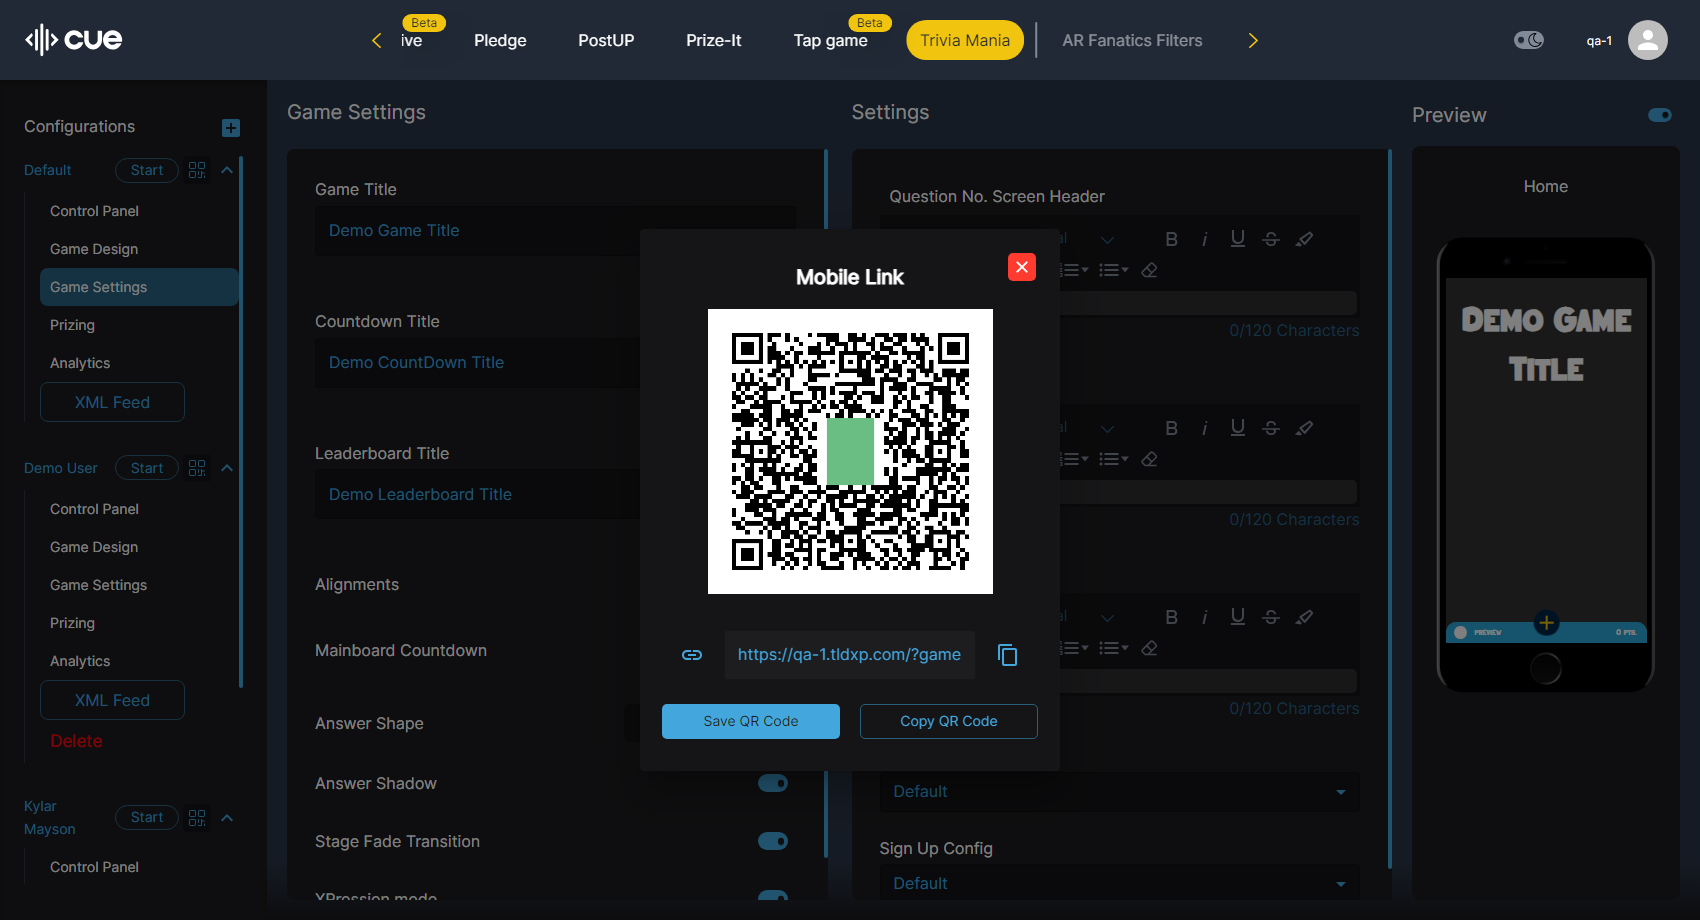 cue
Beta
ive
Pledge
PostUP
Prize-It
Tap game
Beta
Trivia Mania
AR Fanatics Filters
qa-1
Configurations
Default
Start
Control Panel
Game Design
Game Settings
Prizing
Analytics
XML Feed
Demo User
Start
Control Panel
Game Design
Game Settings
Prizing
Analytics
XML Feed
Delete
Kylar
Mayson
Start
Control Panel
Game Settings
Game Title
Demo Game Title
Countdown Title
Demo CountDown Title
Leaderboard Title
Demo Leaderboard Title
Alignments
Mainboard Countdown
Answer Shape
Answer Shadow
Stage Fade Transition
XPression mode
Mobile Link
https://qa-1.tldxp.com/?game
Save QR Code
Copy QR Code
Settings
Question No. Screen Header
al
B i U S
0/120 Characters
al
B i U S
0/120 Characters
al
B i U S
0/120 Characters
Default
Sign Up Config
Default
Preview
Home
Demo Game
Title
PREVIEW
0 PTS.